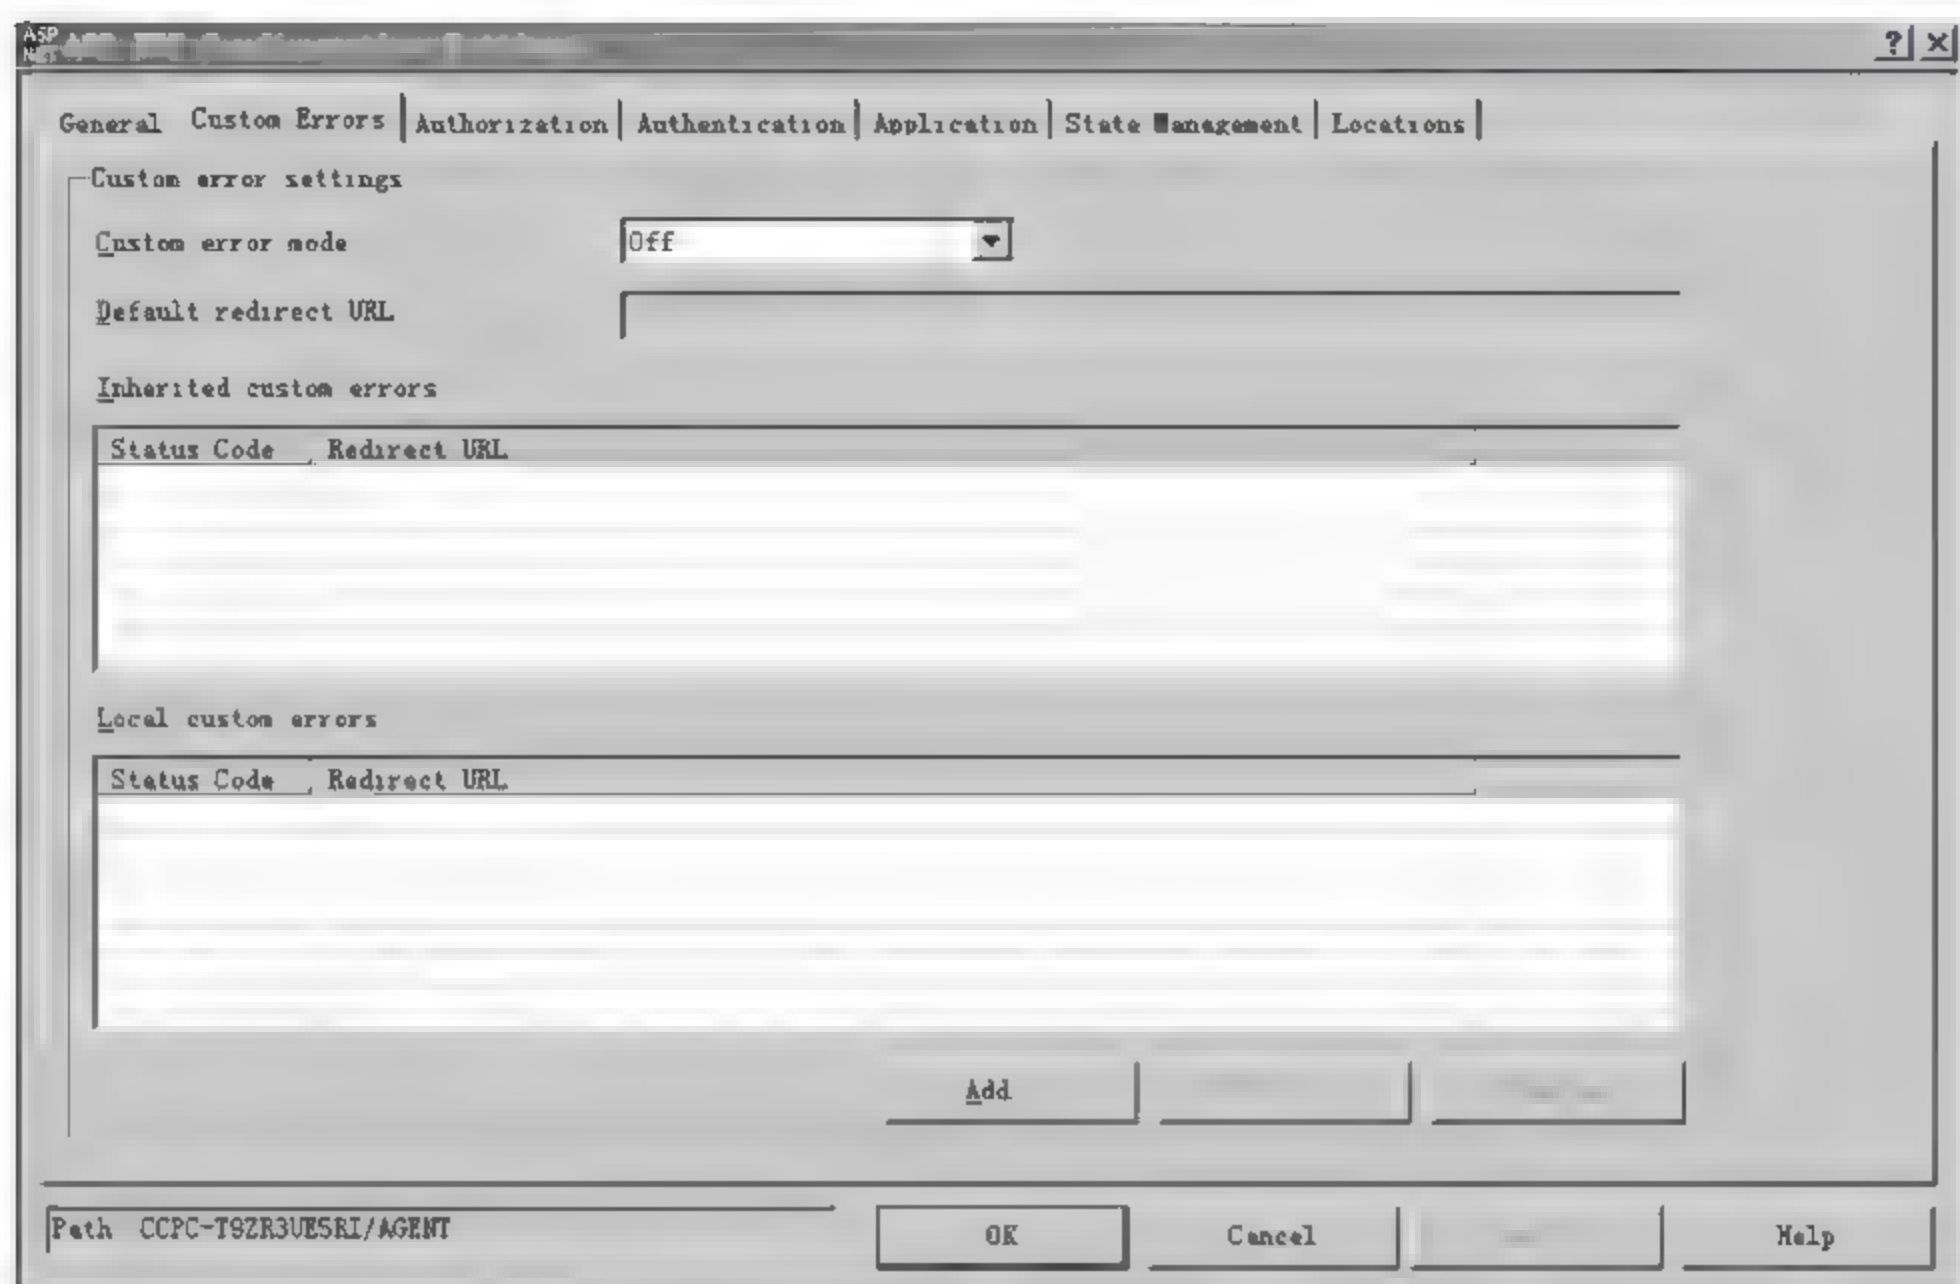 ASP
?
General Custom Errors Authorization Authentication Application State Management Locations
Custom error settings
Custom error mode Off
Default redirect URL
Inherited custom errors
Status Code Redirect URL
Local custom errors
Status Code Redirect URL
Add
Path CCPC-T9ZR3UE5RI/AGENT OK Cancel Help